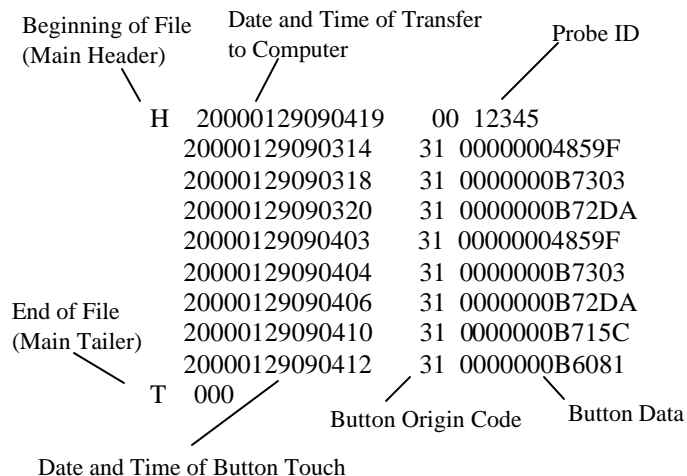 Beginning of File
(Main Header)
Date and Time of Transfer
to Computer
Probe ID
H 20000129090419 00 12345
20000129090314 31 00000004859F
20000129090318 31 0000000B7303
20000129090320 31 0000000B72DA
20000129090403 31 00000004859F
20000129090404 31 0000000B7303
20000129090406 31 0000000B72DA
20000129090410 31 0000000B715C
20000129090412 31 0000000B6081
T 000
End of File
(Main Tailer)
Button Origin Code
Button Data
Date and Time of Button Touch